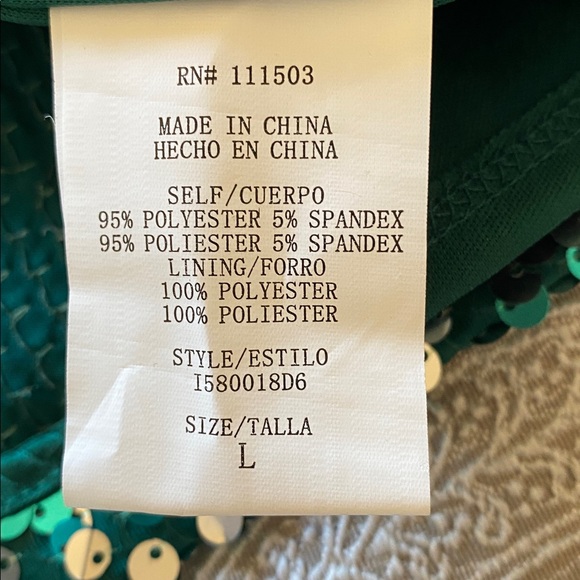 RN# 111503
MADE IN CHINA
HECHO EN CHINA
SELF/CUERPO
95% POLYESTER 5% SPANDEX
95% POLIESTER 5% SPANDEX
LINING/FORRO
100% POLYESTER
100% POLIESTER
STYLE/ESTILO
I580018D6
SIZE/TALLA
L